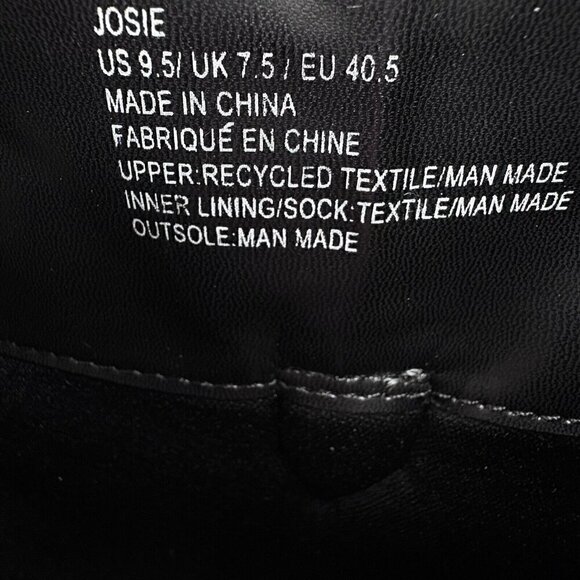 JOSIE
US 9.5/ UK 7.5 / EU 40.5
MADE IN CHINA
FABRIQUÉ EN CHINE
UPPER:RECYCLED TEXTILE/MAN MADE
INNER LINING/SOCK:TEXTILE/MAN MADE
OUTSOLE:MAN MADE